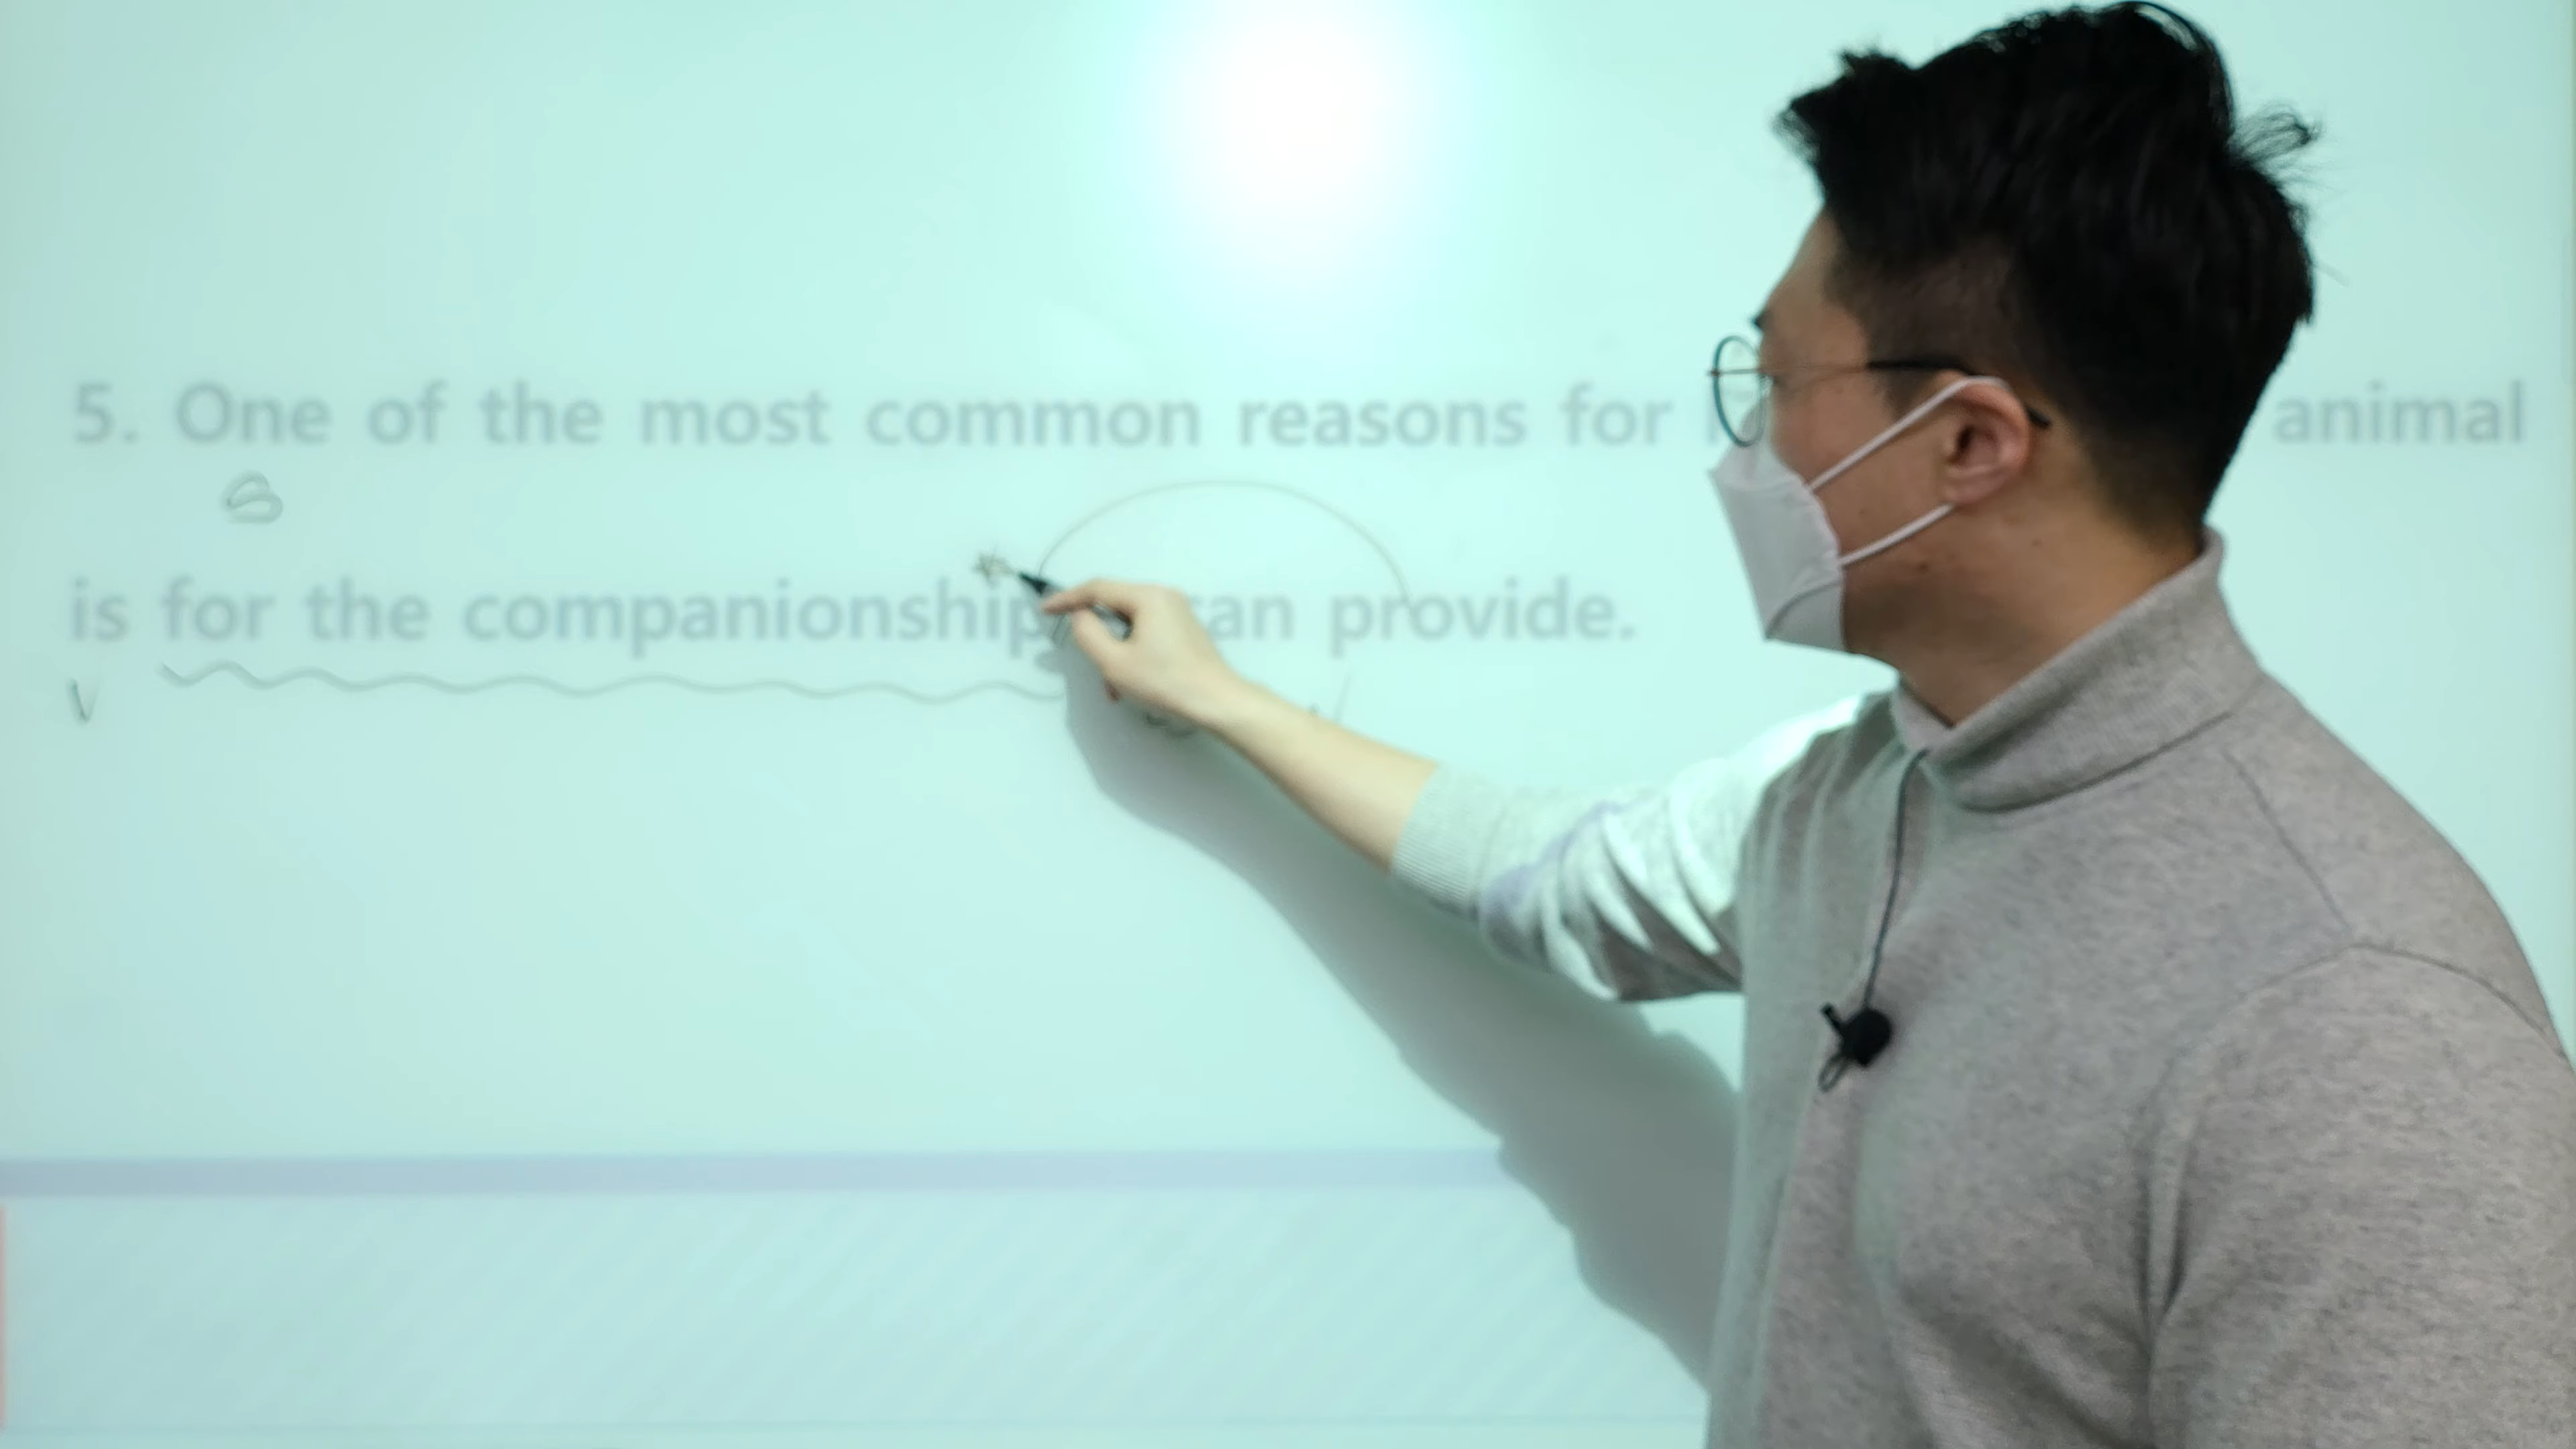 5. One of the most common reasons for animal
S
is for the companionship can provide.
V V